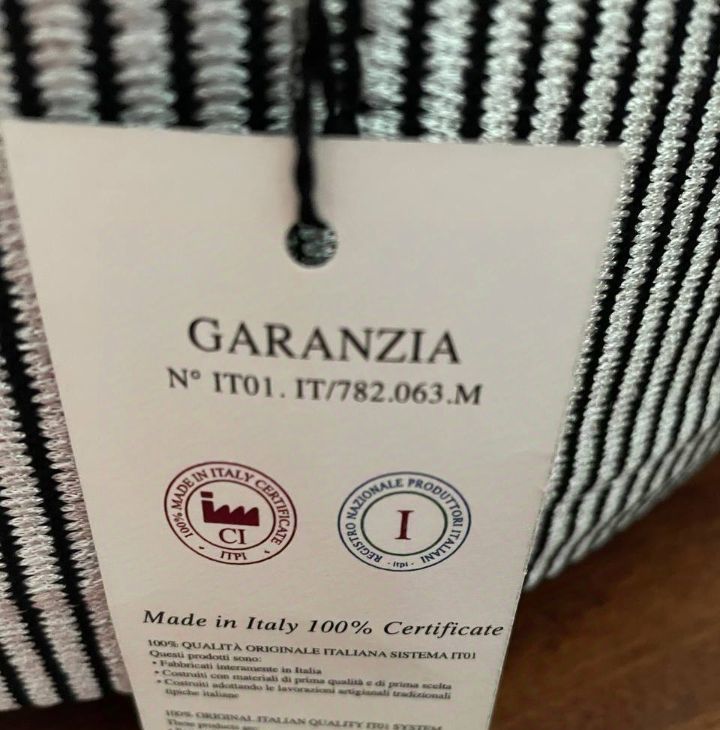 GARANZIA
N° IT01. IT/782.063.M
100% MADE IN ITALY CERTIFICATE
CI
ITPI
REGISTRO NAZIONALE PRODUTTORI ITALIANI
I
itpi
Made in Italy 100% Certificate
100% QUALITÀ ORIGINALE ITALIANA SISTEMA IT01
Questi prodotti sono:
• Fabbricati interamente in Italia
• Costruiti con materiali di prima qualità e di prima scelta
• Costruiti adottando le lavorazioni artigianali tradizionali
tipiche italiane
100% ORIGINAL ITALIAN QUALITY IT01 SYSTEM
These products are: